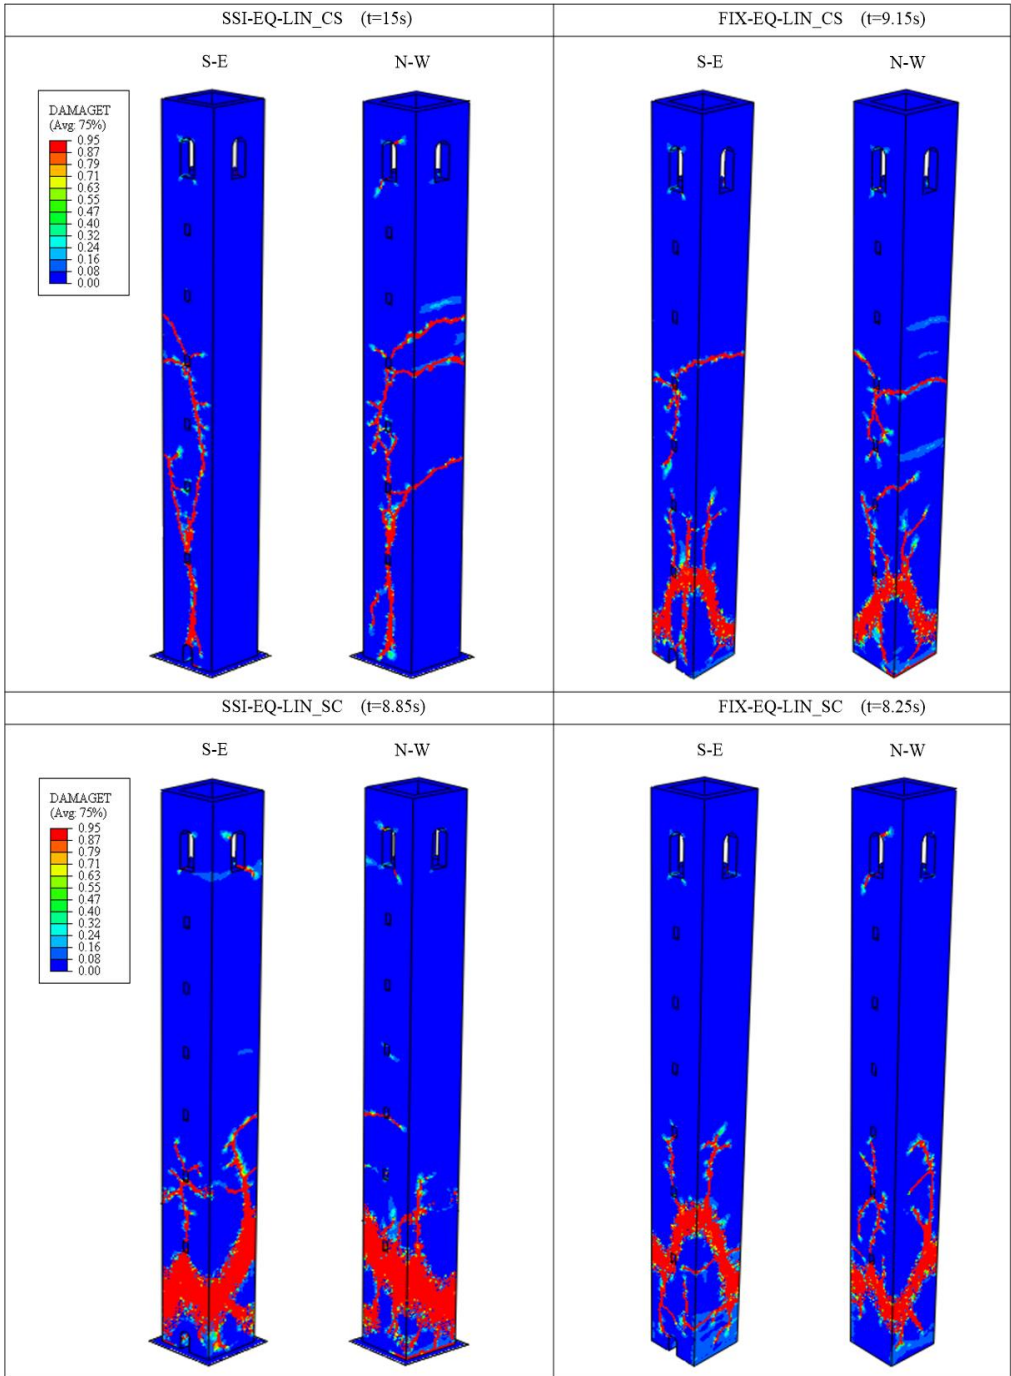 SSI-EQ-LIN_CS (t=15s)
FIX-EQ-LIN_CS (t=9.15s)
S-E
N-W
S-E
N-W
DAMAGET
(Avg: 75%)
0.95
0.87
0.79
0.71
0.63
0.55
0.47
0.40
0.32
0.24
0.16
0.08
0.00
SSI-EQ-LIN_SC (t=8.85s)
FIX-EQ-LIN_SC (t=8.25s)
S-E
N-W
S-E
N-W
DAMAGET
(Avg: 75%)
0.95
0.87
0.79
0.71
0.63
0.55
0.47
0.40
0.32
0.24
0.16
0.08
0.00